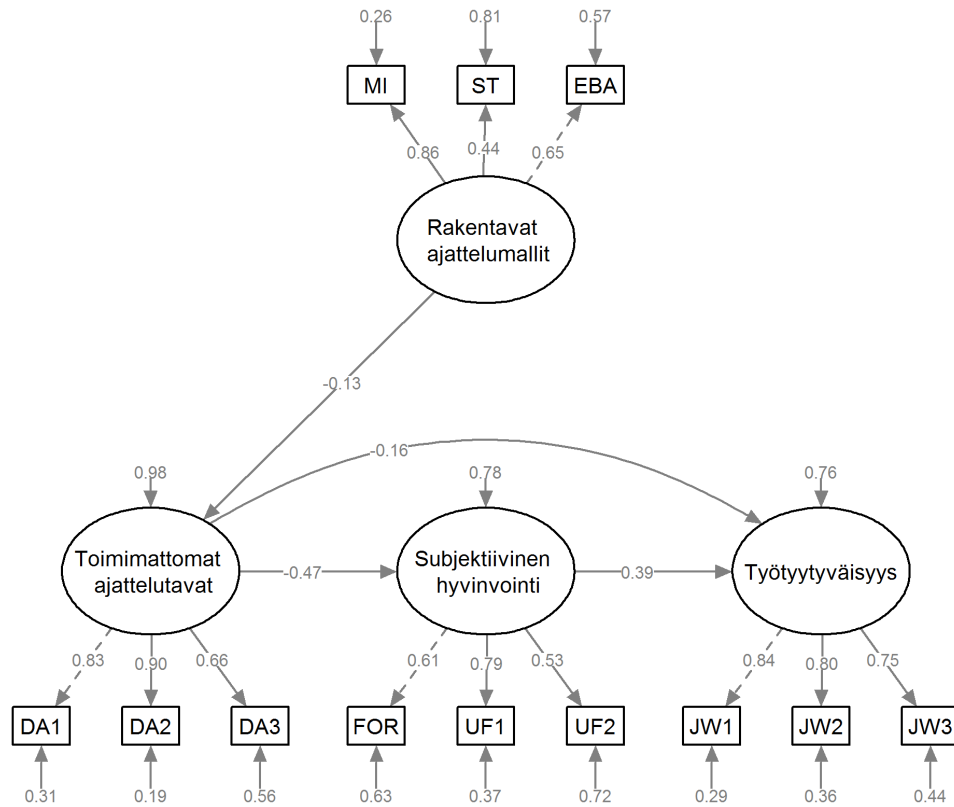 0.26 0.81 0.57
MI ST EBA
0.86 0.44 0.65
Rakentavat
ajattelumallit
-0.13
-0.16
0.98 0.78 0.76
Toimimattomat
ajattelutavat
-0.47
Subjektiivinen
hyvinvointi
0.39
Työtyytyväisyys
0.83 0.90 0.66 0.61 0.79 0.53 0.84 0.80 0.75
DA1 DA2 DA3 FOR UF1 UF2 JW1 JW2 JW3
0.31 0.19 0.56 0.63 0.37 0.72 0.29 0.36 0.44